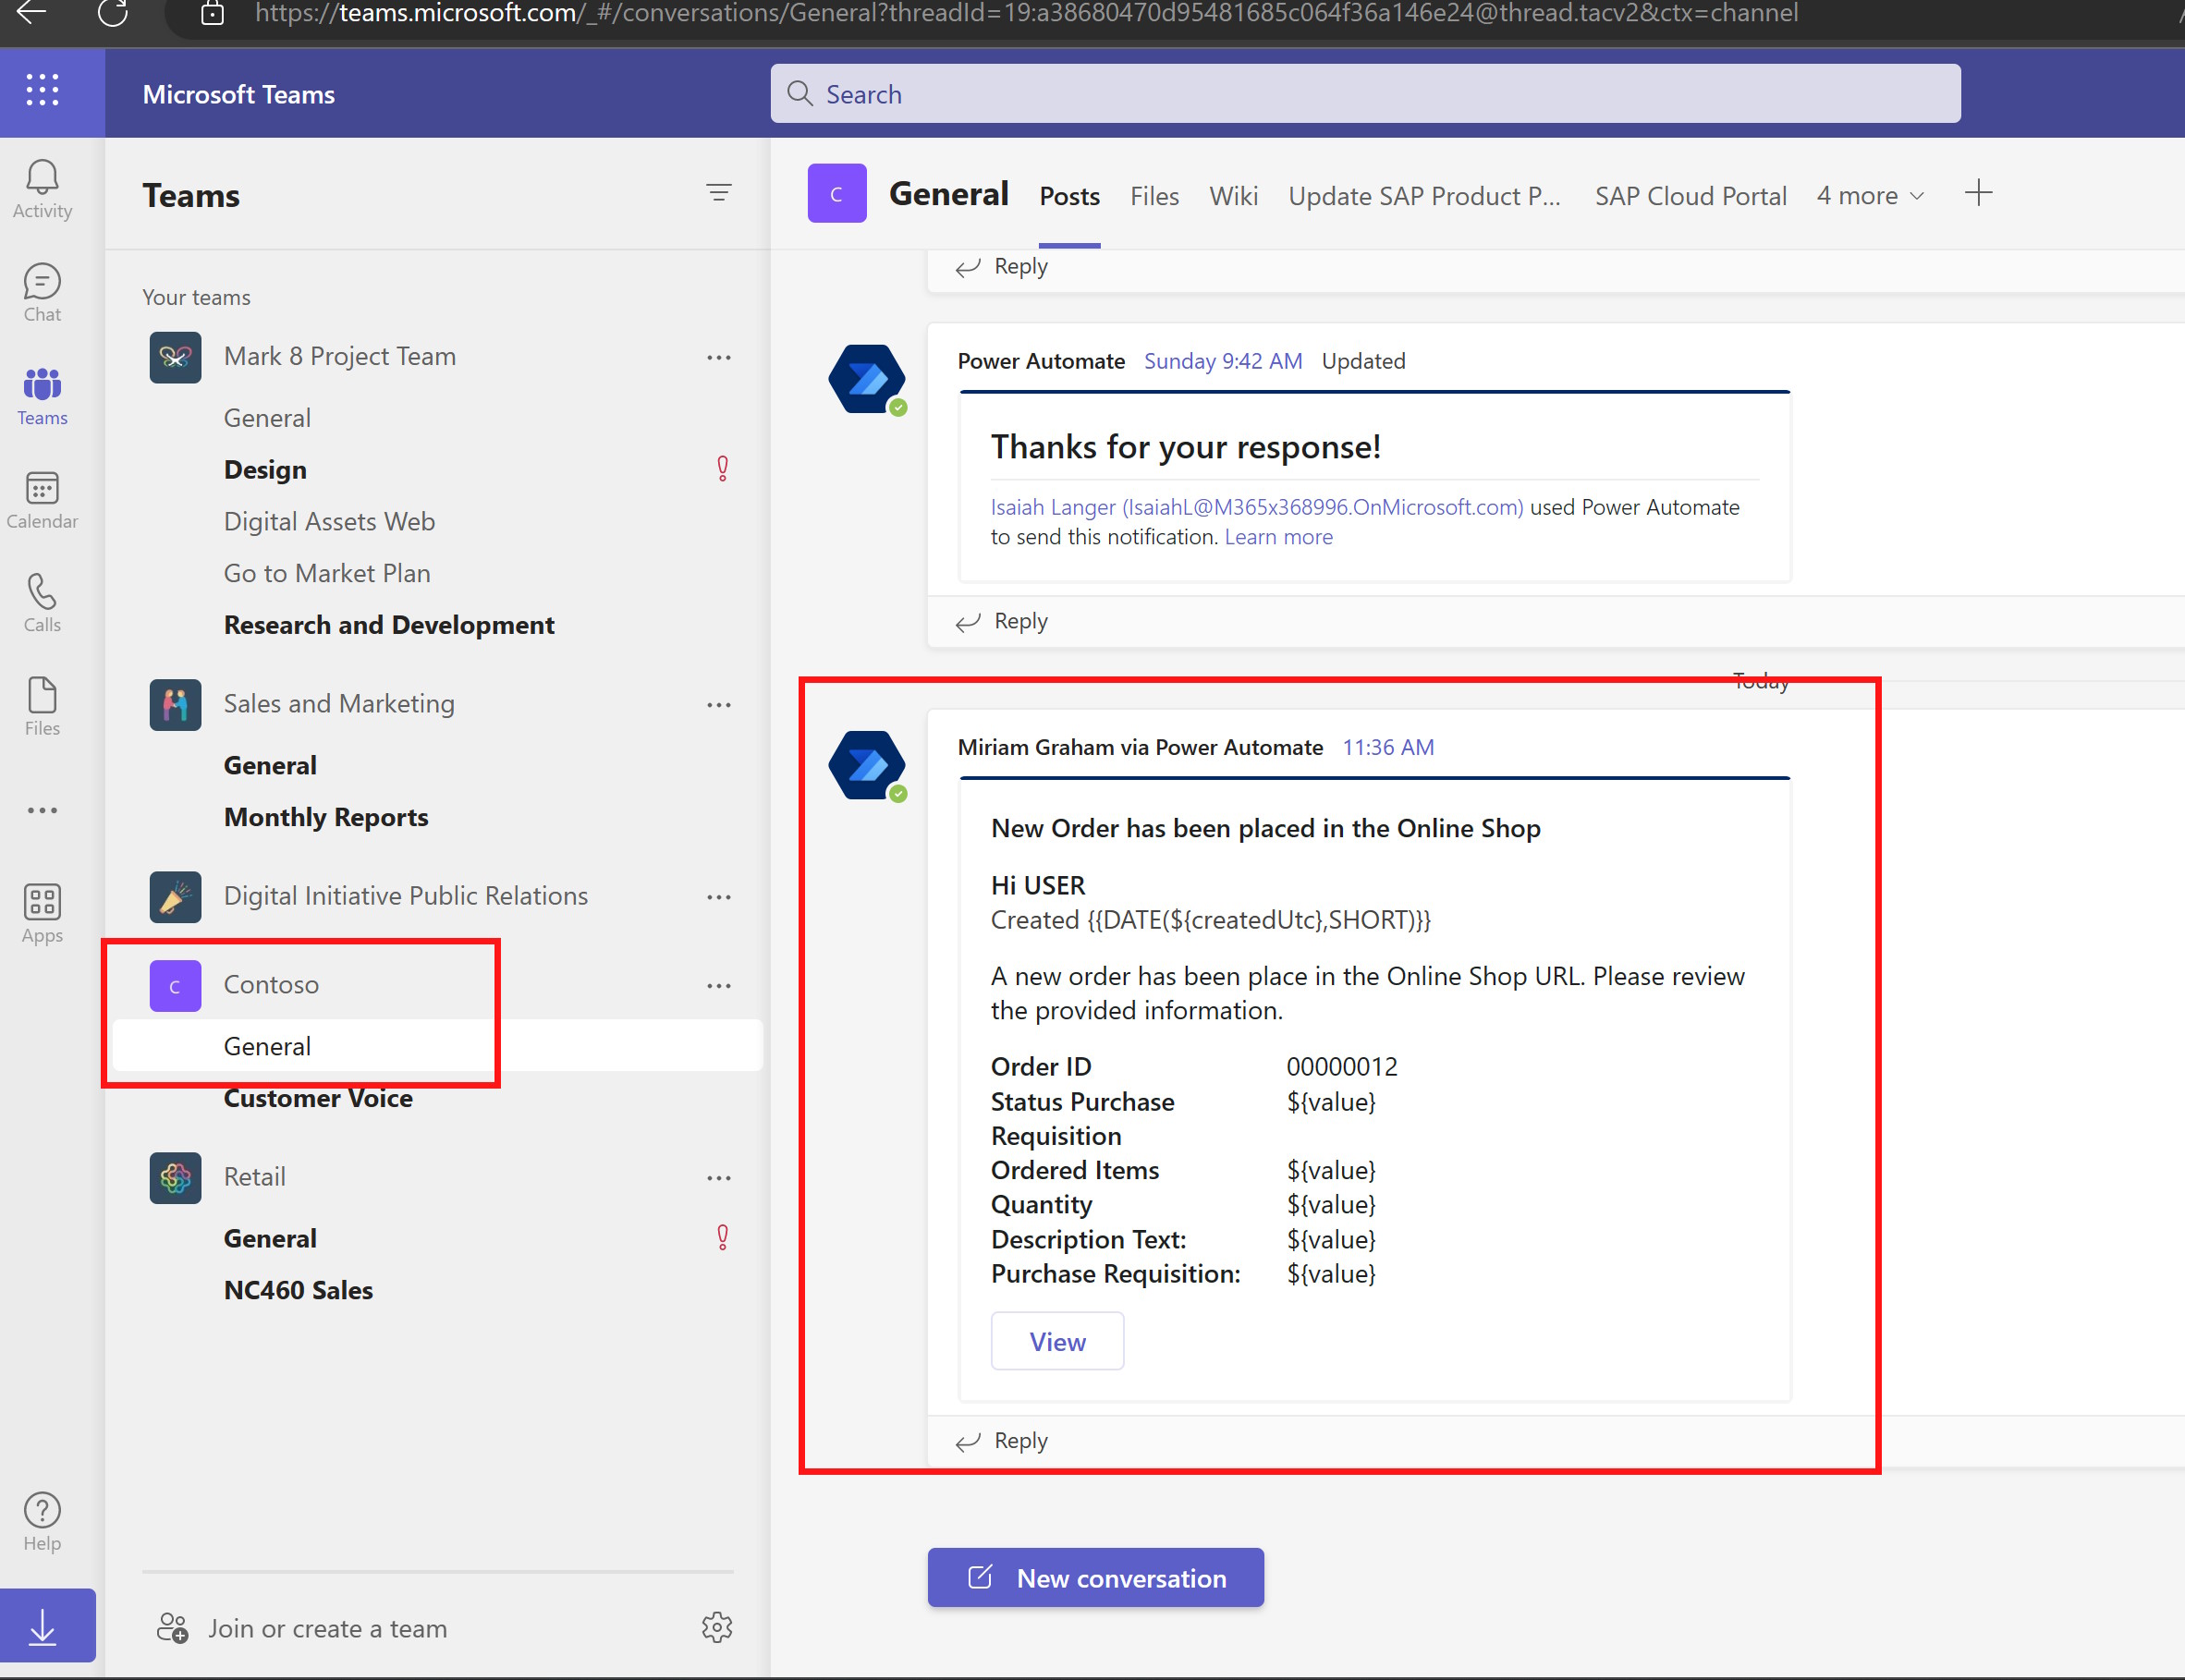 https://teams.microsoft.com/_#/conversations/General?threadId=19:a38680470d95481685c064f36a146e24@thread.tacv2&ctx=channel
Microsoft Teams
Search
Activity
Chat
Teams
Calendar
Calls
Files
Apps
Help
Teams
Your teams
Mark 8 Project Team
General
Design
Digital Assets Web
Go to Market Plan
Research and Development
Sales and Marketing
General
Monthly Reports
Digital Initiative Public Relations
C Contoso
General
Customer Voice
Retail
General
NC460 Sales
Join or create a team
C General Posts Files Wiki Update SAP Product P... SAP Cloud Portal 4 more
Reply
Power Automate Sunday 9:42 AM Updated
Thanks for your response!
Isaiah Langer (IsaiahL@M365x368996.OnMicrosoft.com) used Power Automate
to send this notification. Learn more
Reply
Today
Miriam Graham via Power Automate 11:36 AM
New Order has been placed in the Online Shop
Hi USER
Created {{DATE(${createdUtc},SHORT)}}
A new order has been place in the Online Shop URL. Please review
the provided information.
Order ID 00000012
Status Purchase ${value}
Requisition
Ordered Items ${value}
Quantity ${value}
Description Text: ${value}
Purchase Requisition: ${value}
View
Reply
New conversation